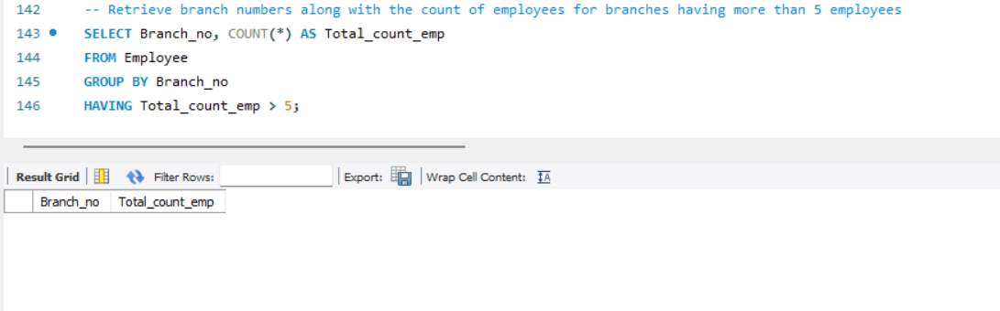 142 -- Retrieve branch numbers along with the count of employees for branches having more than 5 employees
143 SELECT Branch_no, COUNT(*) AS Total_count_emp
144 FROM Employee
145 GROUP BY Branch_no
146 HAVING Total_count_emp > 5;
Result Grid Filter Rows: Export: Wrap Cell Content:
Branch_no Total_count_emp